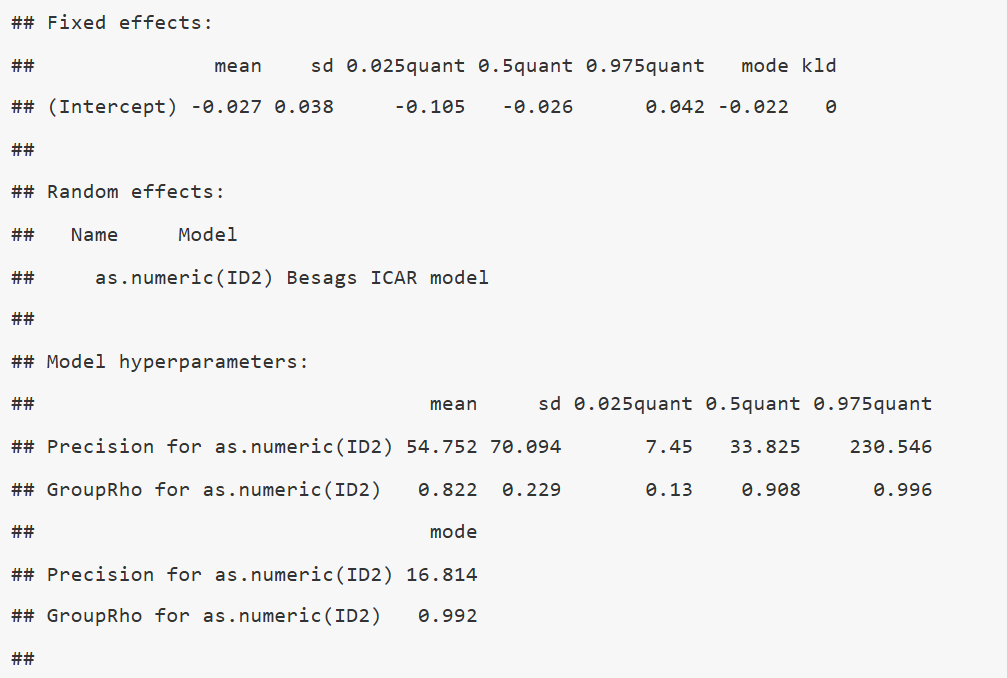 ## Fixed effects:
##               mean    sd 0.025quant 0.5quant 0.975quant   mode kld
## (Intercept) -0.027 0.038     -0.105   -0.026      0.042 -0.022   0
##
## Random effects:
##   Name     Model
##     as.numeric(ID2) Besags ICAR model
##
## Model hyperparameters:
##                                 mean     sd 0.025quant 0.5quant 0.975quant
## Precision for as.numeric(ID2) 54.752 70.094       7.45   33.825    230.546
## GroupRho for as.numeric(ID2)   0.822  0.229       0.13    0.908      0.996
##                                 mode
## Precision for as.numeric(ID2) 16.814
## GroupRho for as.numeric(ID2)   0.992
##